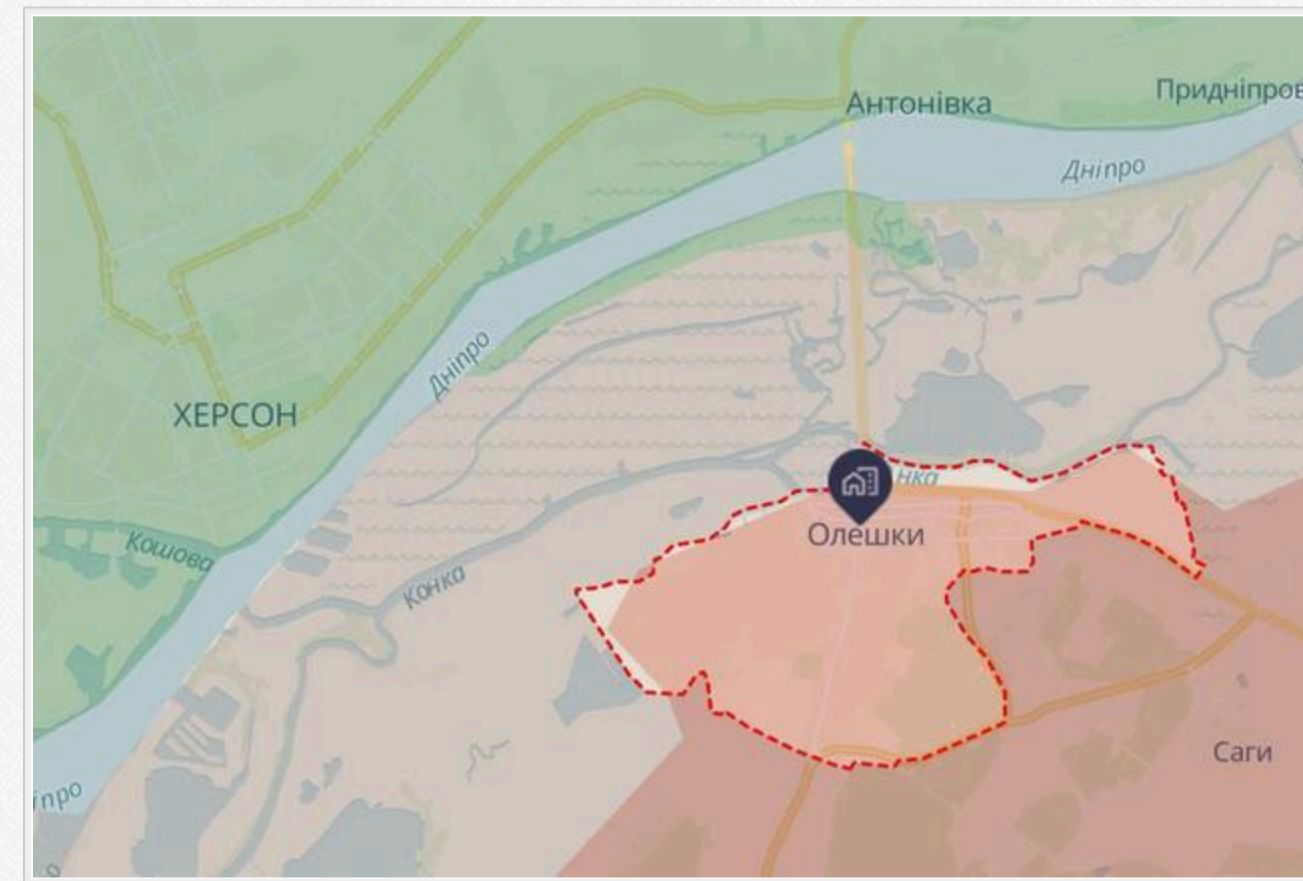 Антонівка
Придніпров
Дніпро
Дніпро
ХЕРСОН
нка
Олешки
Кошова
Конка
Саги
іпро
о